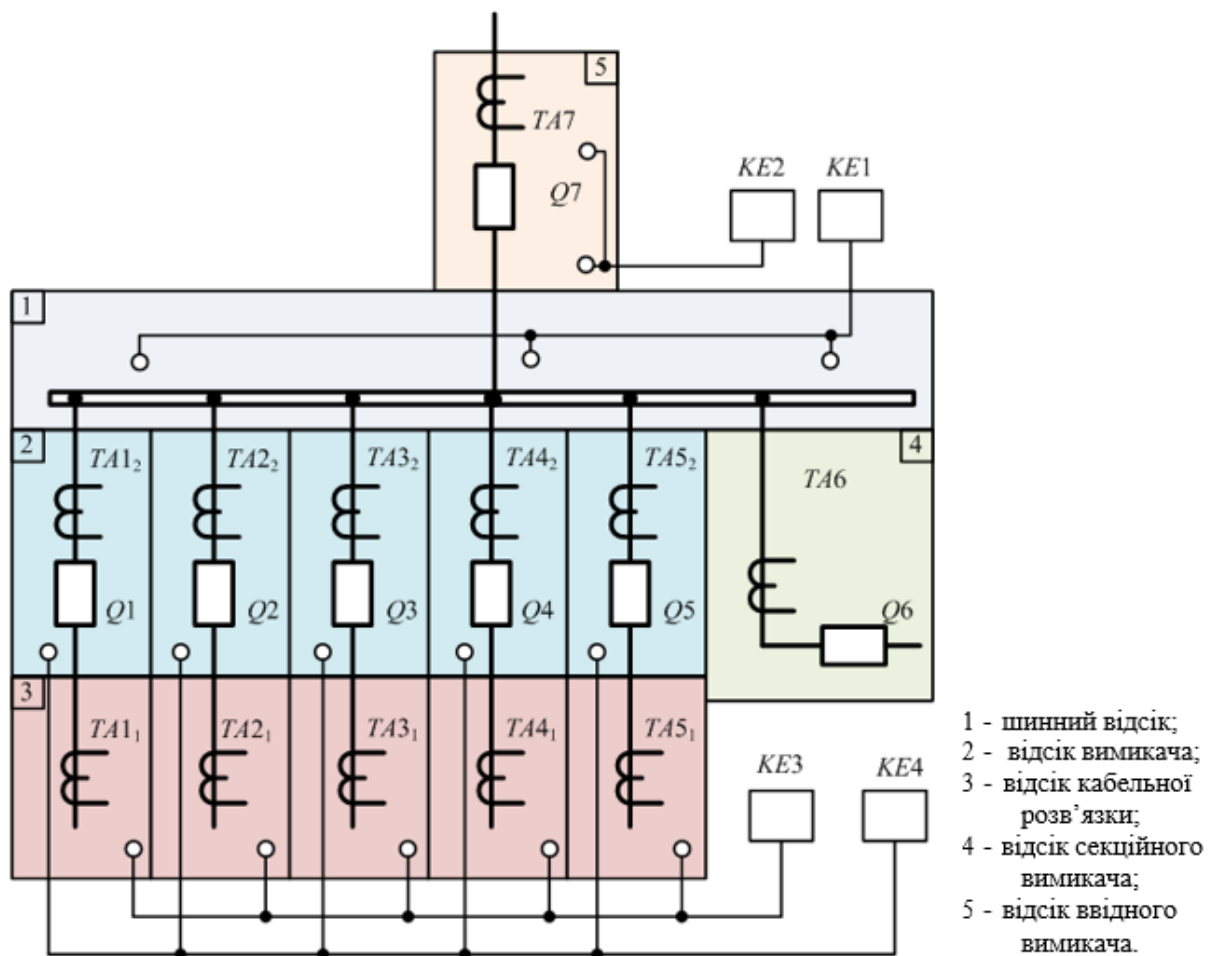 5
TA7
KE2 KE1
Q7
1
2 TA1₂ TA2₂ TA3₂ TA4₂ TA5₂ 4
TA6
Q1 Q2 Q3 Q4 Q5 Q6
3 TA1₁ TA2₁ TA3₁ TA4₁ TA5₁
KE3 KE4
1 - шинний відсік;
2 - відсік вимикача;
3 - відсік кабельної
розв’язки;
4 - відсік секційного
вимикача;
5 - відсік ввідного
вимикача.